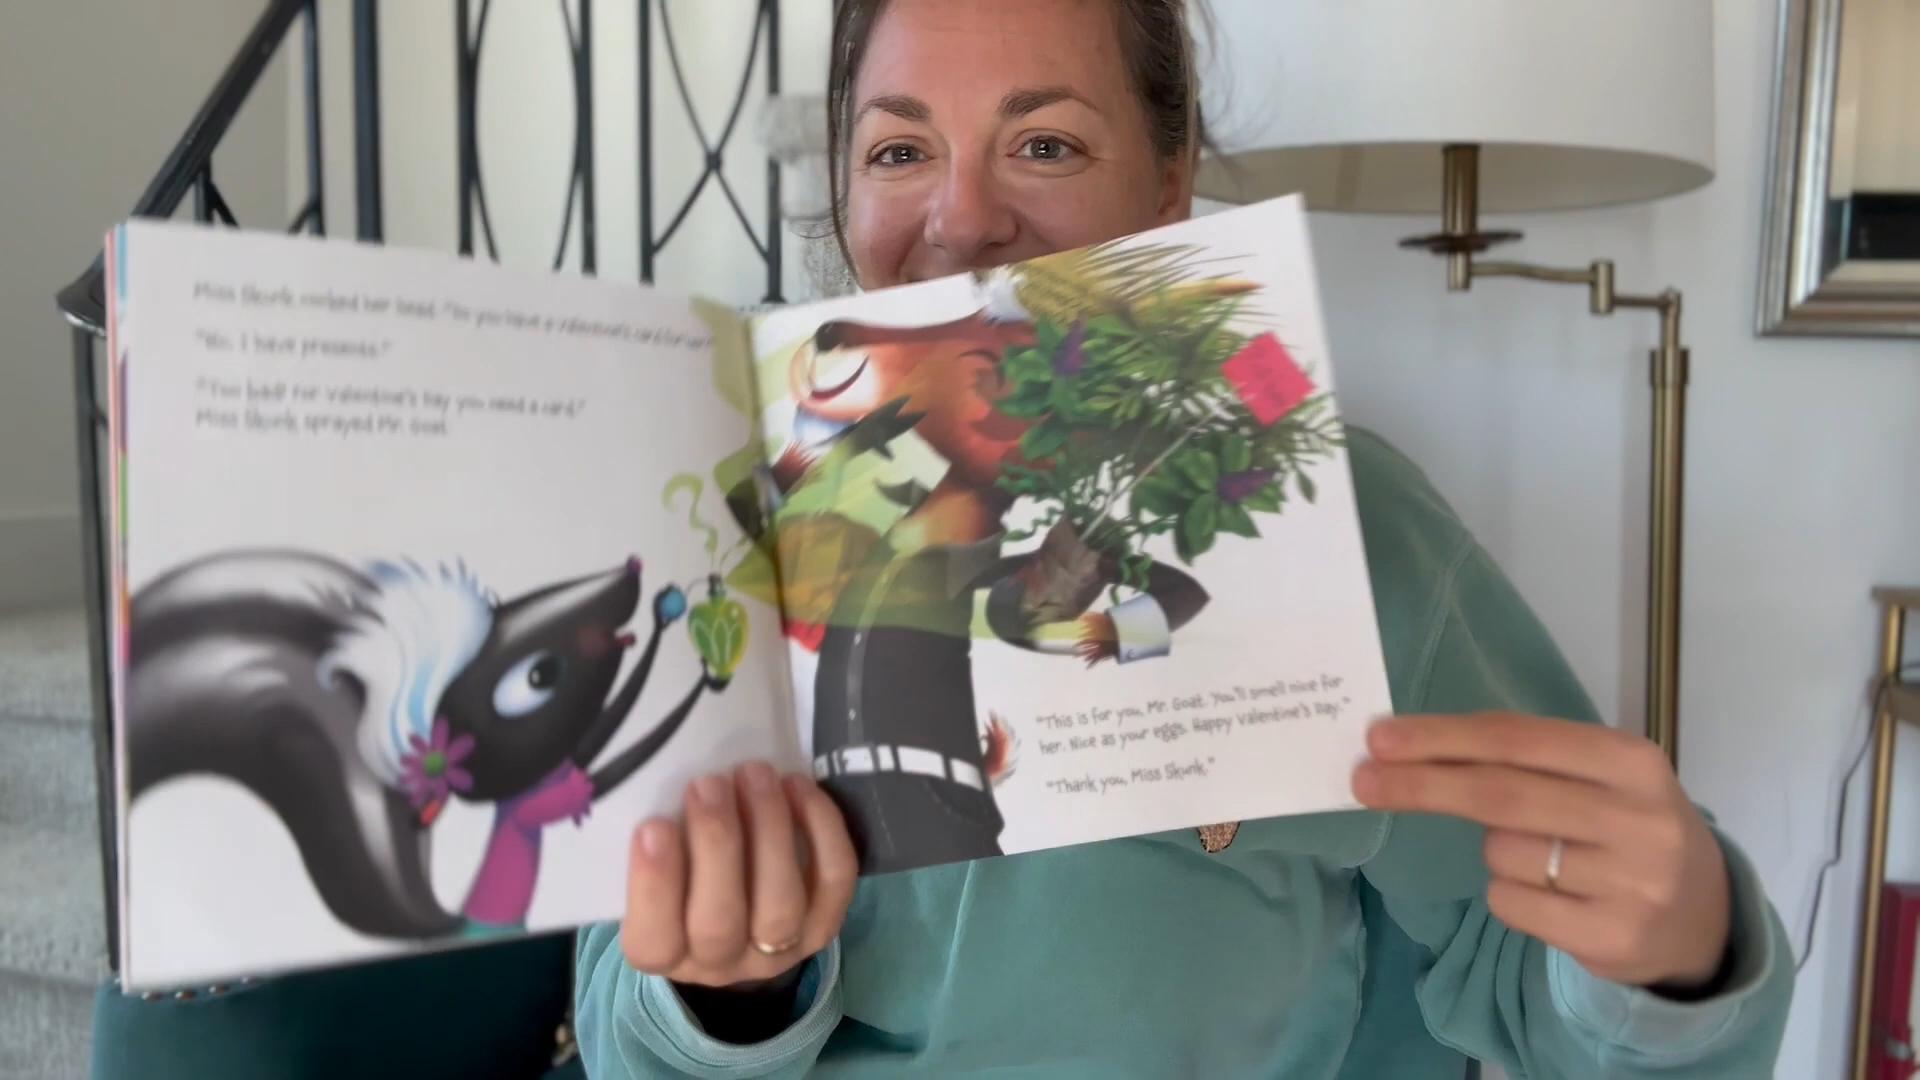 Miss Skunk cocked her head. "Do you have a Valentine's card for her?"
"No. I have presents."
"Too bad! For Valentine's Day you need a card."
Miss Skunk sprayed Mr. Goat.
"This is for you, Mr. Goat. You'll smell nice for
her. Nice as your eggs. Happy Valentine's Day."
"Thank you, Miss Skunk."